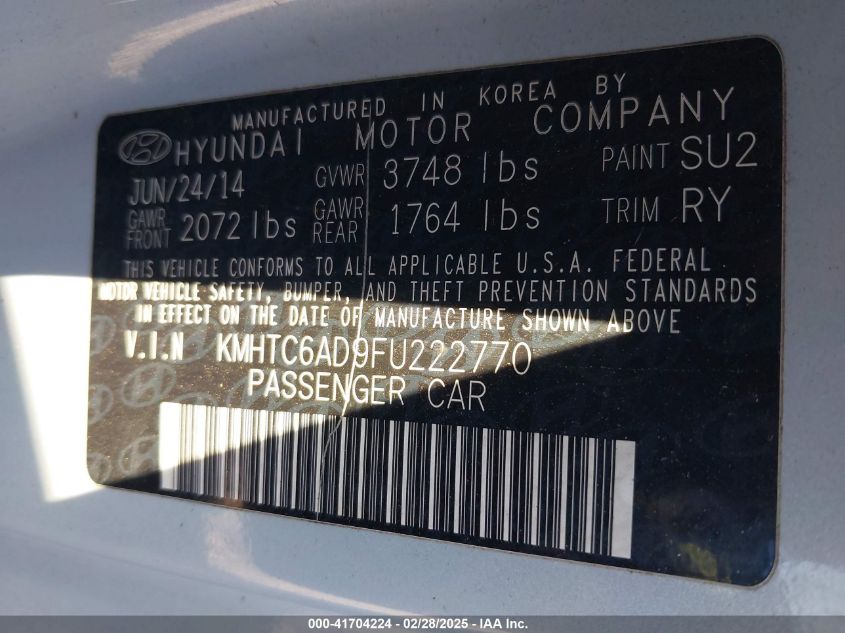 MANUFACTURED IN KOREA BY
HYUNDAI MOTOR COMPANY
JUN/24/14 GVWR 3748 lbs PAINT SU2
GAWR FRONT 2072 lbs GAWR REAR 1764 lbs TRIM RY
THIS VEHICLE CONFORMS TO ALL APPLICABLE U.S.A. FEDERAL
MOTOR VEHICLE SAFETY, BUMPER, AND THEFT PREVENTION STANDARDS
IN EFFECT ON THE DATE OF MANUFACTURE SHOWN ABOVE
V.I.N KMHTC6AD9FU222770
PASSENGER CAR
000-41704224 - 02/28/2025 - IAAI.com